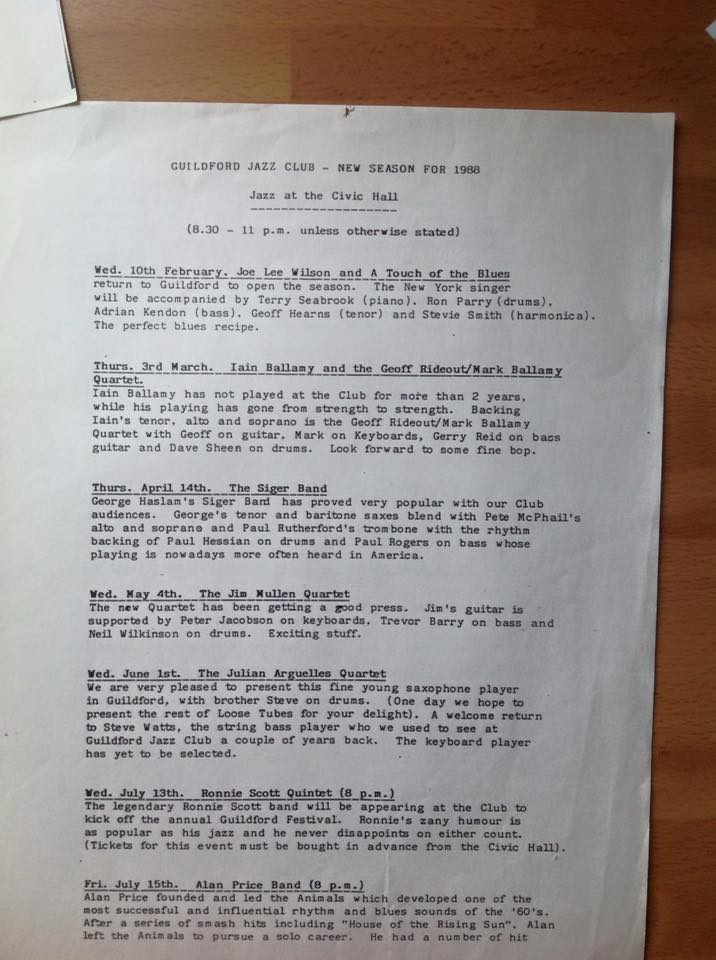 GUILDFORD JAZZ CLUB - NEW SEASON FOR 1988
Jazz at the Civic Hall
(8.30 - 11 p.m. unless otherwise stated)
Wed. 10th February. Joe Lee Wilson and A Touch of the Blues
return to Guildford to open the season. The New York singer
will be accompanied by Terry Seabrook (piano). Ron Parry (drums),
Adrian Kendon (bass). Geoff Hearns (tenor) and Stevie Smith (harmonica).
The perfect blues recipe.
Thurs. 3rd March. Iain Ballamy and the Geoff Rideout/Mark Ballamy
Quartet.
Iain Ballamy has not played at the Club for more than 2 years,
while his playing has gone from strength to strength. Backing
Iain's tenor, alto and soprano is the Geoff Rideout/Mark Ballamy
Quartet with Geoff on guitar, Mark on Keyboards, Gerry Reid on bass
guitar and Dave Sheen on drums. Look forward to some fine bop.
Thurs. April 14th. The Siger Band
George Haslam's Siger Band has proved very popular with our Club
audiences. George's tenor and baritone saxes blend with Pete McPhail's
alto and soprano and Paul Rutherford's trombone with the rhythm
backing of Paul Hessian on drums and Paul Rogers on bass whose
playing is nowadays more often heard in America.
Wed. May 4th. The Jim Mullen Quartet
The new Quartet has been getting a good press. Jim's guitar is
supported by Peter Jacobson on keyboards, Trevor Barry on bass and
Neil Wilkinson on drums. Exciting stuff.
Wed. June 1st. The Julian Arguelles Quartet
We are very pleased to present this fine young saxophone player
in Guildford, with brother Steve on drums. (One day we hope to
present the rest of Loose Tubes for your delight). A welcome return
to Steve Watts, the string bass player who we used to see at
Guildford Jazz Club a couple of years back. The keyboard player
has yet to be selected.
Wed. July 13th. Ronnie Scott Quintet (8 p.m.)
The legendary Ronnie Scott band will be appearing at the Club to
kick off the annual Guildford Festival. Ronnie's zany humour is
as popular as his jazz and he never disappoints on either count.
(Tickets for this event must be bought in advance from the Civic Hall).
Fri. July 15th. Alan Price Band (8 p.m.)
Alan Price founded and led the Animals which developed one of the
most successful and influential rhythm and blues sounds of the '60's.
After a series of smash hits including "House of the Rising Sun". Alan
left the Animals to pursue a solo career. He had a number of hit